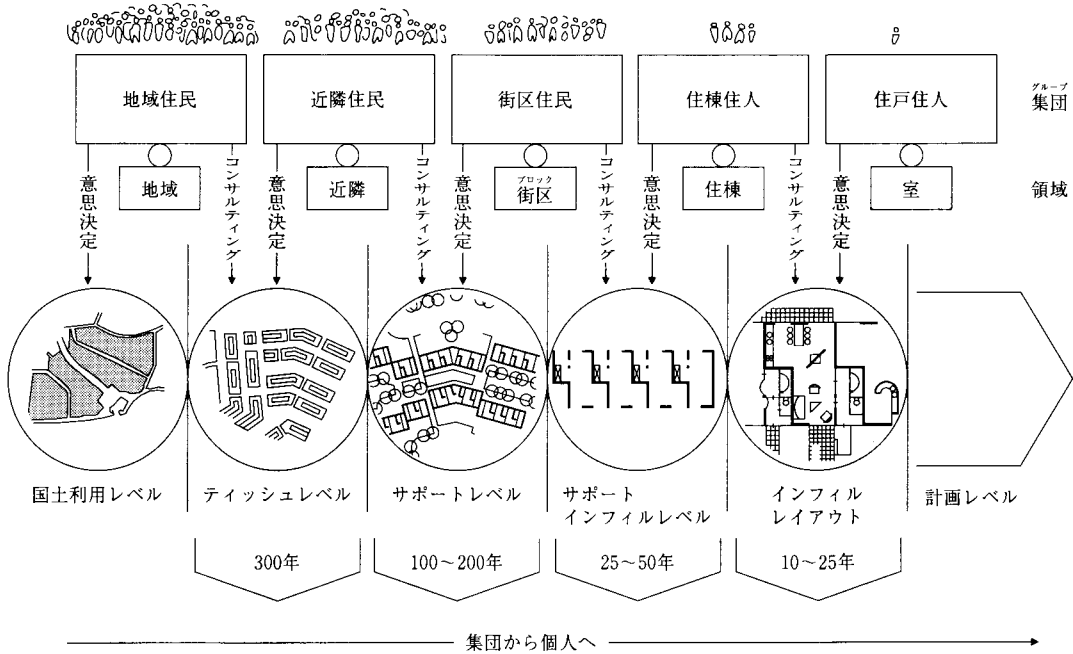 地域住民
近隣住民
街区住民
住棟住人
住戸住人
グループ
集団
地域
近隣
ブロック
街区
住棟
室
領域
意思決定
コンサルティング
意思決定
コンサルティング
意思決定
コンサルティング
意思決定
コンサルティング
意思決定
国土利用レベル
ティッシュレベル
サポートレベル
サポート
インフィルレベル
インフィル
レイアウト
計画レベル
300年
100～200年
25～50年
10～25年
集団から個人へ